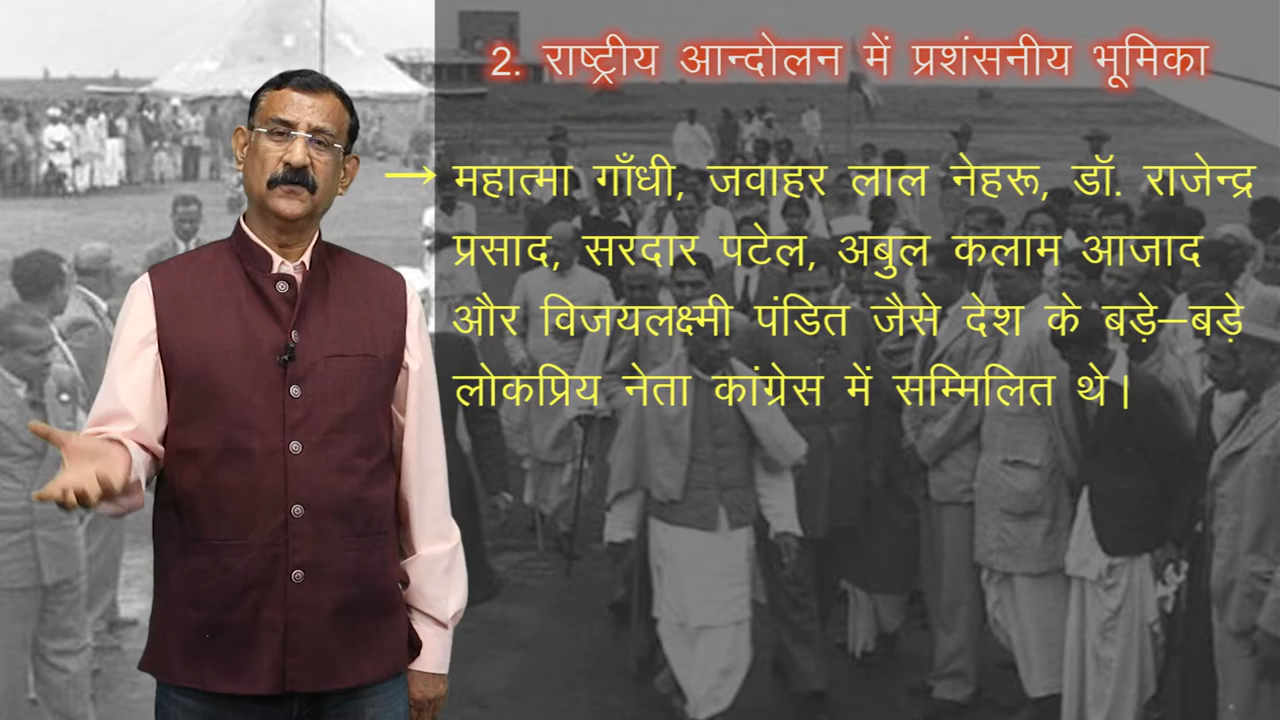 2. राष्ट्रीय आन्दोलन में प्रशंसनीय भूमिका
→ महात्मा गाँधी, जवाहर लाल नेहरू, डॉ. राजेन्द्र
प्रसाद, सरदार पटेल, अबुल कलाम आजाद
और विजयलक्ष्मी पंडित जैसे देश के बड़े–बड़े
लोकप्रिय नेता कांग्रेस में सम्मिलित थे।